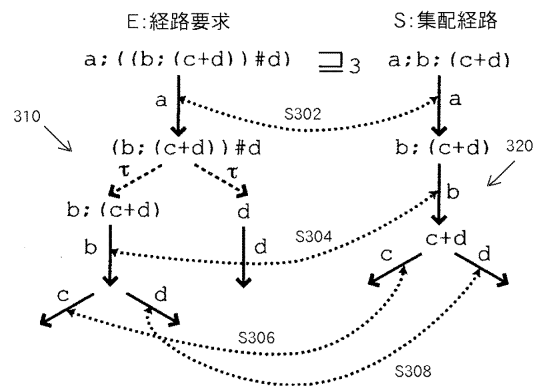 E:経路要求
S:集配経路
a;((b;(c+d))#d) ⊒3 a;b;(c+d)
a
S302
a
310
(b;(c+d))#d
b;(c+d)
320
τ
τ
b
b;(c+d)
d
c+d
b
S304
d
c
d
c
d
S306
S308